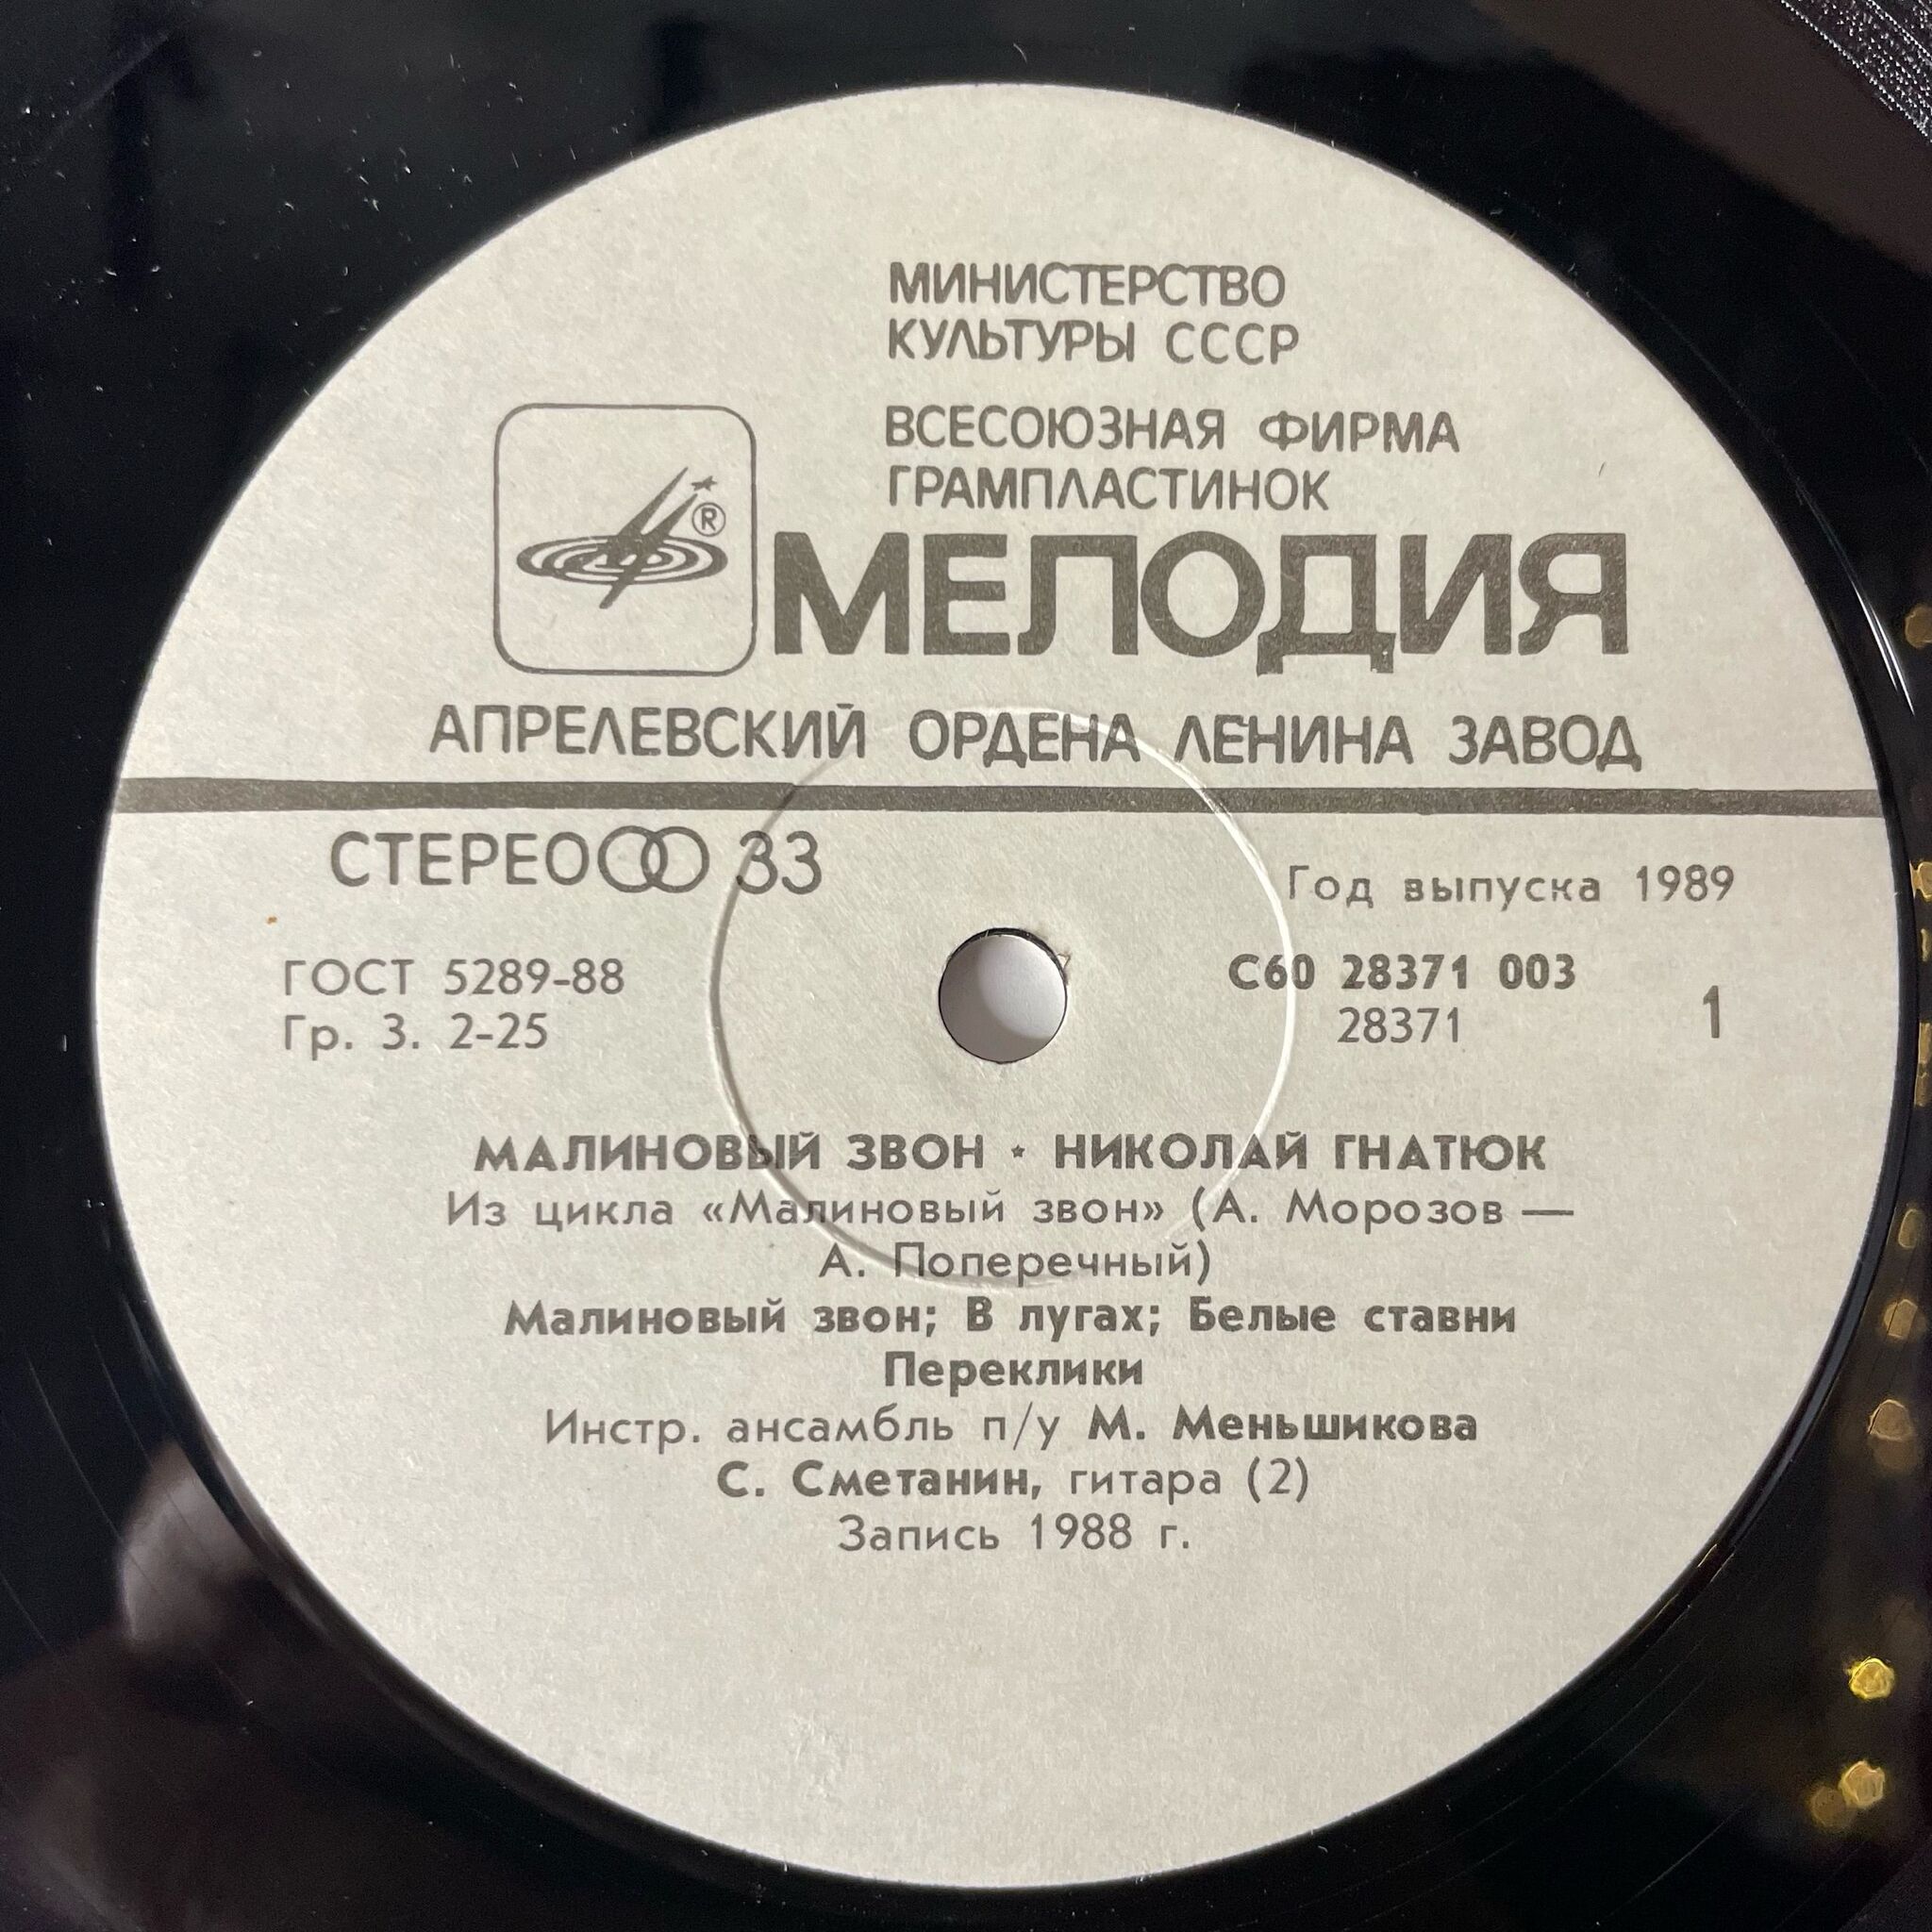 МИНИСТЕРСТВО
КУЛЬТУРЫ СССР
ВСЕСОЮЗНАЯ ФИРМА
ГРАМПЛАСТИНОК
®
МЕЛОДИЯ
АПРЕЛЕВСКИЙ ОРДЕНА ЛЕНИНА ЗАВОД
СТЕРЕО 33
Год выпуска 1989
ГОСТ 5289-88
Гр. 3. 2-25
С60 28371 003
28371
1
МАЛИНОВЫЙ ЗВОН ⋆ НИКОЛАЙ ГНАТЮК
Из цикла «Малиновый звон» (А. Морозов —
А. Поперечный)
Малиновый звон; В лугах; Белые ставни
Переклики
Инстр. ансамбль п/у М. Меньшикова
С. Сметанин, гитара (2)
Запись 1988 г.